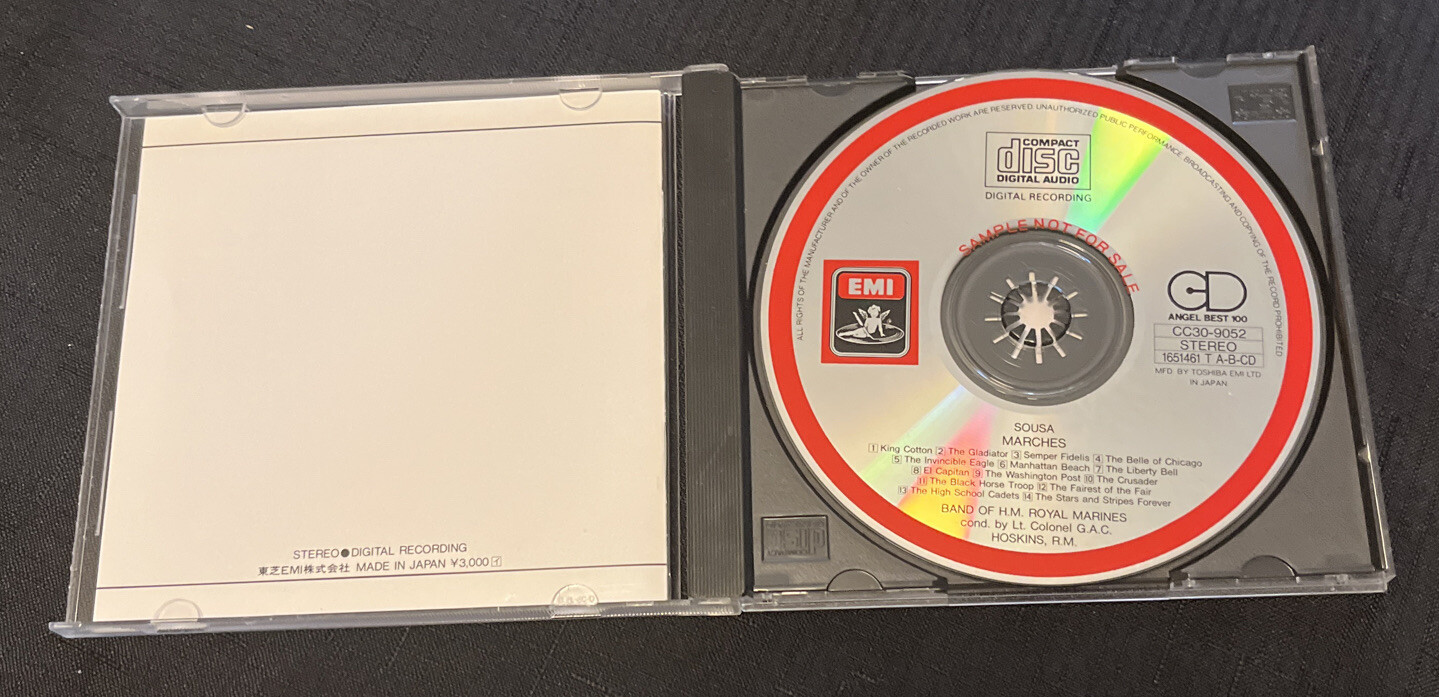 STEREO●DIGITAL RECORDING
東芝EMI株式会社 MADE IN JAPAN ¥3,000 イ
ALL RIGHTS OF THE MANUFACTURER AND OF THE OWNER OF THE RECORDED WORK ARE RESERVED. UNAUTHORIZED PUBLIC PERFORMANCE. BROADCASTING AND COPYING OF THE RECORD PROHIBITED
COMPACT
disc
DIGITAL AUDIO
DIGITAL RECORDING
SAMPLE NOT FOR SALE
EMI
CD
ANGEL BEST 100
CC30-9052
STEREO
1651461 T A-B-CD
MFD. BY TOSHIBA EMI LTD
IN JAPAN
SOUSA
MARCHES
1 King Cotton 2 The Gladiator 3 Semper Fidelis 4 The Belle of Chicago
5 The Invincible Eagle 6 Manhattan Beach 7 The Liberty Bell
8 El Capitan 9 The Washington Post 10 The Crusader
11 The Black Horse Troop 12 The Fairest of the Fair
13 The High School Cadets 14 The Stars and Stripes Forever
BAND OF H.M. ROYAL MARINES
cond. by Lt. Colonel G.A.C.
HOSKINS, R.M.
disc